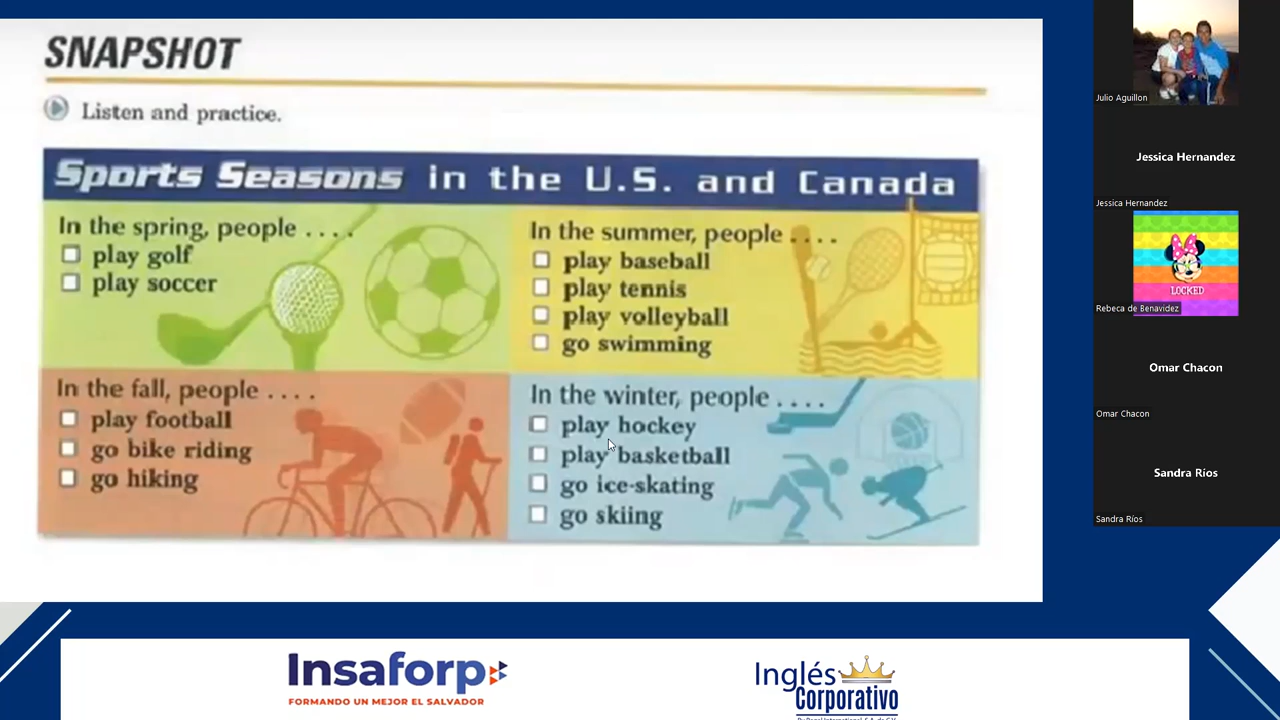 SNAPSHOT
Listen and practice.
Sports Seasons in the U.S. and Canada
In the spring, people . . . .
play golf
play soccer
In the summer, people . . . .
play baseball
play tennis
play volleyball
go swimming
In the fall, people . . . .
play football
go bike riding
go hiking
In the winter, people . . . .
play hockey
play basketball
go ice-skating
go skiing
Julio Aguillon
Jessica Hernandez
Jessica Hernandez
LOCKED
Rebeca de Benavidez
Omar Chacon
Omar Chacon
Sandra Ríos
Sandra Ríos
Insaforp
FORMANDO UN MEJOR EL SALVADOR
Inglés
Corporativo